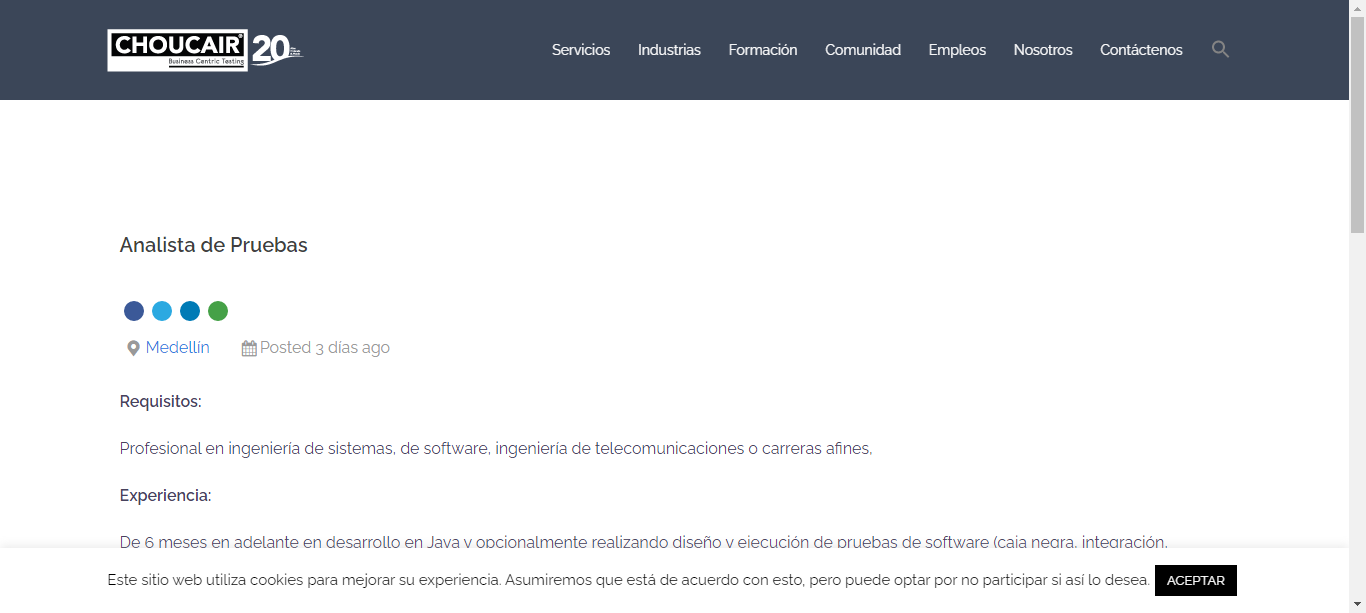 CHOUCAIR
Business Centric Testing
20
Servicios
Industrias
Formación
Comunidad
Empleos
Nosotros
Contáctenos
Analista de Pruebas
Medellín
Posted 3 días ago
Requisitos:
Profesional en ingeniería de sistemas, de software, ingeniería de telecomunicaciones o carreras afines,
Experiencia:
De 6 meses en adelante en desarrollo en Java y opcionalmente realizando diseño y ejecución de pruebas de software (caja negra, integración,
Este sitio web utiliza cookies para mejorar su experiencia. Asumiremos que está de acuerdo con esto, pero puede optar por no participar si así lo desea.
ACEPTAR